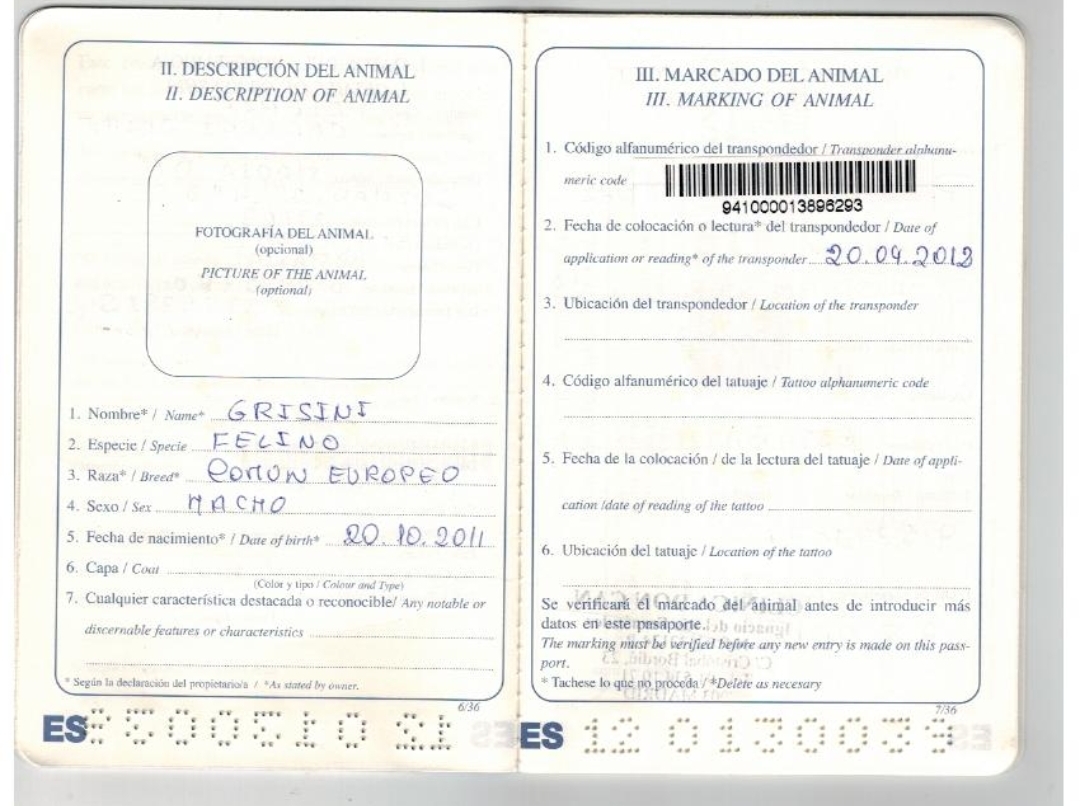 II. DESCRIPCIÓN DEL ANIMAL
II. DESCRIPTION OF ANIMAL
FOTOGRAFÍA DEL ANIMAL
(opcional)
PICTURE OF THE ANIMAL
(optional)
1. Nombre* / Name* GRISINI
2. Especie / Specie FELINO
3. Raza* / Breed* COMUN EUROPEO
4. Sexo / Sex MACHO
5. Fecha de nacimiento* / Date of birth* 20.10.2011
6. Capa / Coat
(Color y tipo / Colour and Type)
7. Cualquier característica destacada o reconocible/ Any notable or
discernable features or characteristics
* Según la declaración del propietario/a / *As stated by owner.
6/36
ES
III. MARCADO DEL ANIMAL
III. MARKING OF ANIMAL
1. Código alfanumérico del transpondedor / Transponder alphanu-
meric code
941000013896293
2. Fecha de colocación o lectura* del transpondedor / Date of
application or reading* of the transponder 20.09.2012
3. Ubicación del transpondedor / Location of the transponder
4. Código alfanumérico del tatuaje / Tattoo alphanumeric code
5. Fecha de la colocación / de la lectura del tatuaje / Date of appli-
cation /date of reading of the tattoo
6. Ubicación del tatuaje / Location of the tattoo
Se verificará el marcado del animal antes de introducir más
datos en este pasaporte.
The marking must be verified before any new entry is made on this pass-
port.
* Tachese lo que no proceda / *Delete as necesary
7/36
ES